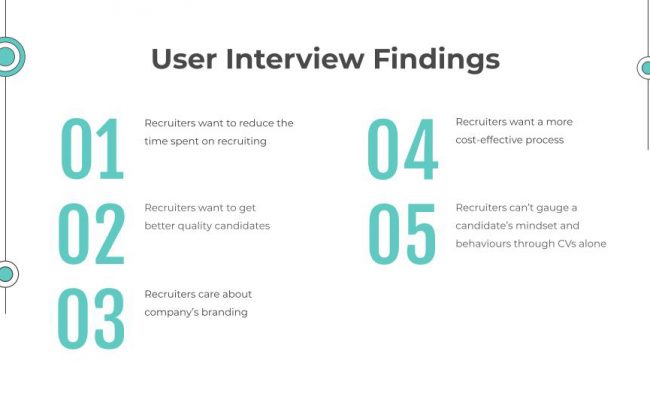 User Interview Findings
01
Recruiters want to reduce the
time spent on recruiting
02
Recruiters want to get
better quality candidates
03
Recruiters care about
company's branding
04
Recruiters want a more
cost-effective process
05
Recruiters can't gauge a
candidate's mindset and
behaviours through CVs alone